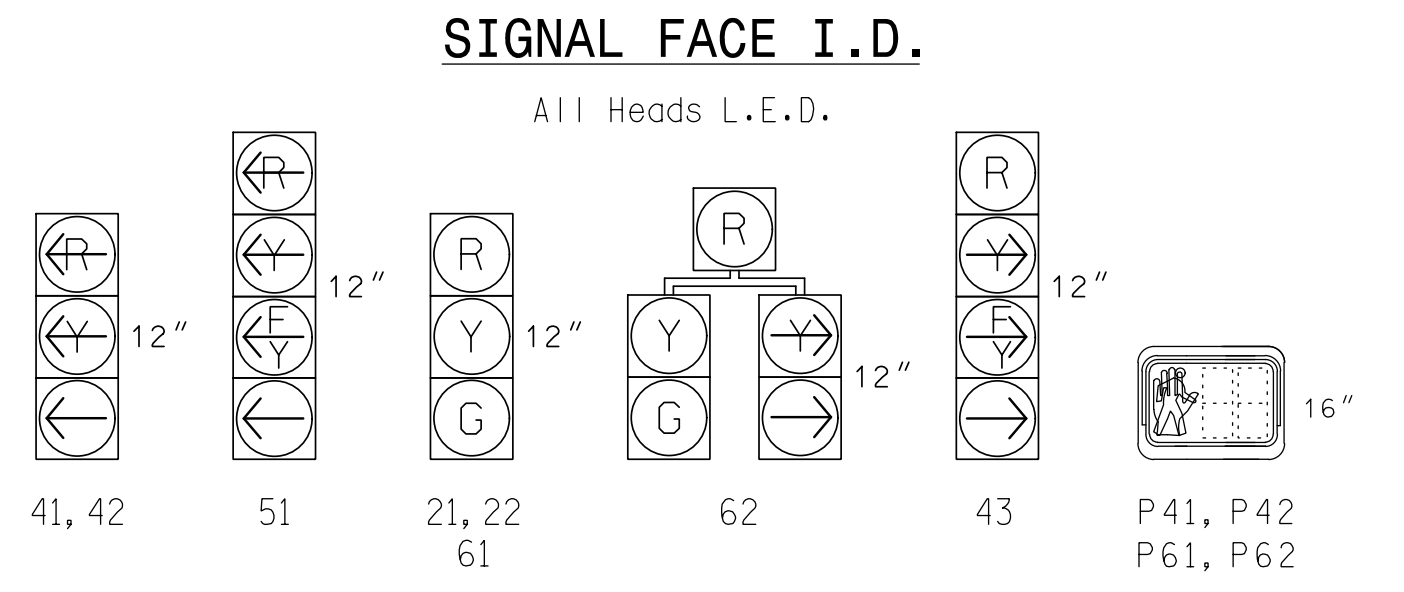 SIGNAL FACE I.D.
All Heads L.E.D.
R
Y
12"
41, 42
R
Y
F
Y
12"
51
R
Y
G
12"
21, 22
61
R
Y
Y
G
12"
62
R
Y
F
Y
12"
43
16"
P41, P42
P61, P62